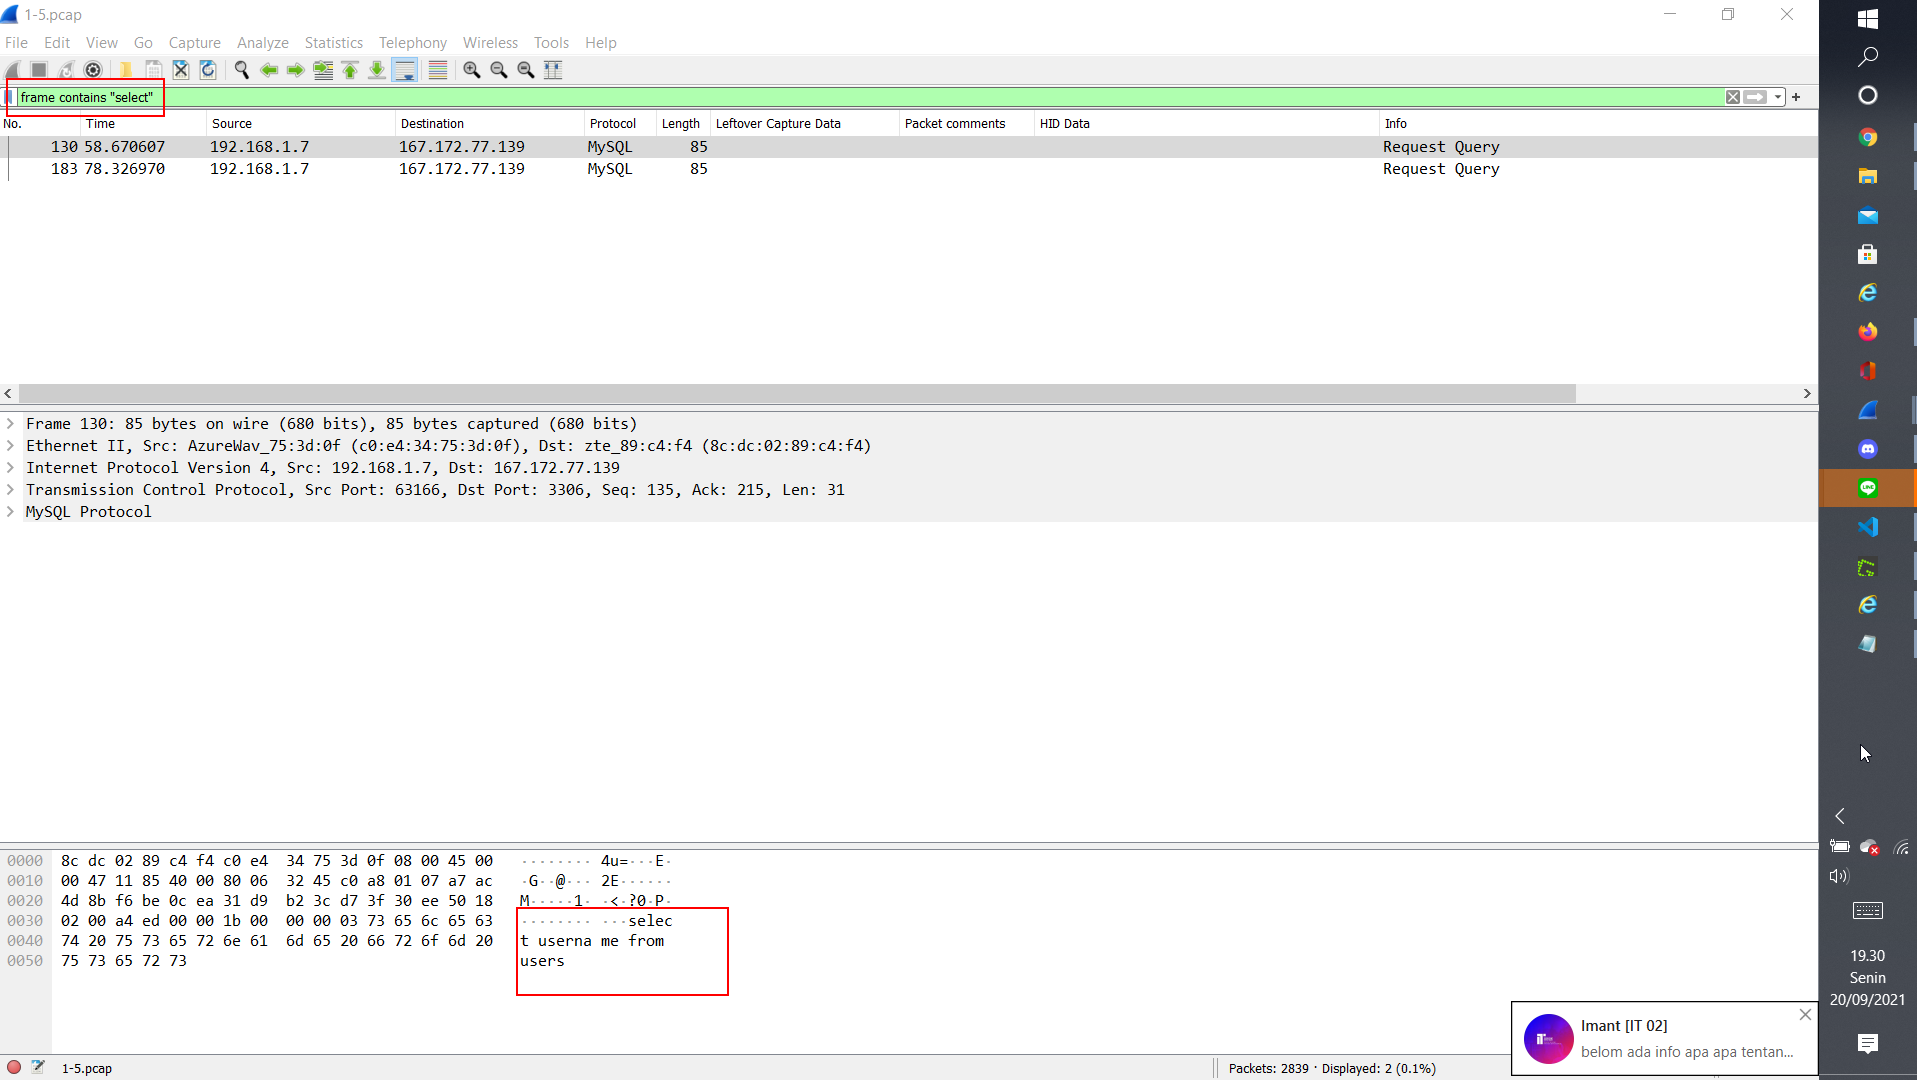 1-5.pcap
File Edit View Go Capture Analyze Statistics Telephony Wireless Tools Help
frame contains "select"
No. Time Source Destination Protocol Length Leftover Capture Data Packet comments HID Data Info
130 58.670607 192.168.1.7 167.172.77.139 MySQL 85 Request Query
183 78.326970 192.168.1.7 167.172.77.139 MySQL 85 Request Query
Frame 130: 85 bytes on wire (680 bits), 85 bytes captured (680 bits)
Ethernet II, Src: AzureWav_75:3d:0f (c0:e4:34:75:3d:0f), Dst: zte_89:c4:f4 (8c:dc:02:89:c4:f4)
Internet Protocol Version 4, Src: 192.168.1.7, Dst: 167.172.77.139
Transmission Control Protocol, Src Port: 63166, Dst Port: 3306, Seq: 135, Ack: 215, Len: 31
MySQL Protocol
0000 8c dc 02 89 c4 f4 c0 e4 34 75 3d 0f 08 00 45 00 ········ 4u=···E·
0010 00 47 11 85 40 00 80 06 32 45 c0 a8 01 07 a7 ac ·G··@··· 2E······
0020 4d 8b f6 be 0c ea 31 d9 b2 3c d7 3f 30 ee 50 18 M·····1· ·<·?0·P·
0030 02 00 a4 ed 00 00 1b 00 00 00 03 73 65 6c 65 63 ········ ···selec
0040 74 20 75 73 65 72 6e 61 6d 65 20 66 72 6f 6d 20 t userna me from
0050 75 73 65 72 73 users
1-5.pcap
Packets: 2839 · Displayed: 2 (0.1%)
LINE
19.30
Senin
20/09/2021
iT
Imant [IT 02]
belom ada info apa apa tentan...